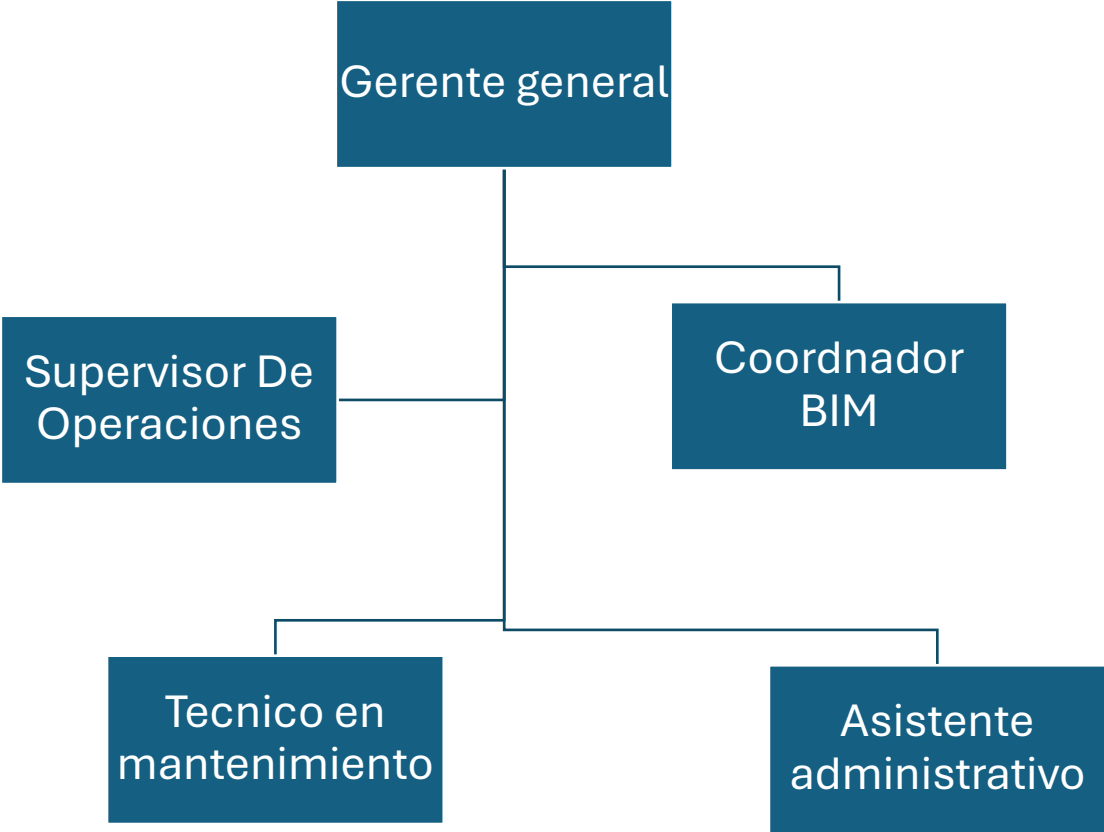 Gerente general
Supervisor De
Operaciones
Coordnador
BIM
Tecnico en
mantenimiento
Asistente
administrativo